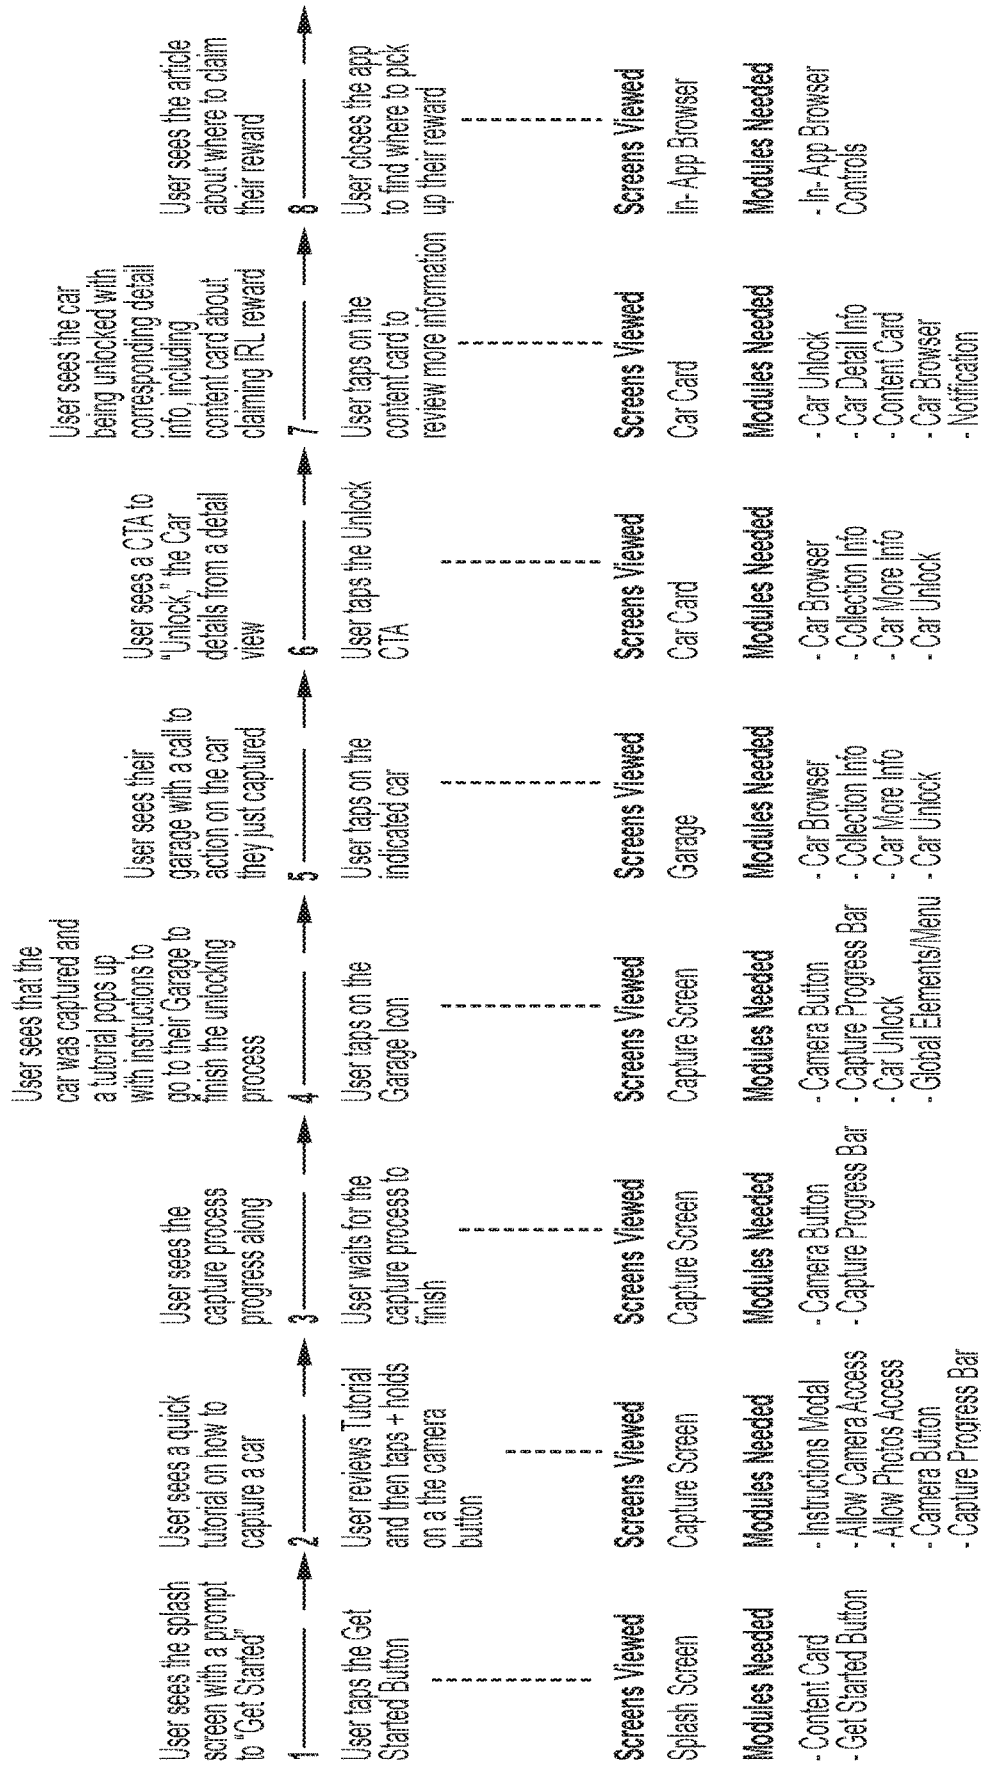 User sees the splash
screen with a prompt
to "Get Started"
1
User taps the Get
Started Button
Screens Viewed
Splash Screen
Modules Needed
- Content Card
- Get Started Button
User sees a quick
tutorial on how to
capture a car
2
User reviews Tutorial
and then taps + holds
on a the camera
button
Screens Viewed
Capture Screen
Modules Needed
- Instructions Modal
- Allow Camera Access
- Allow Photos Access
- Camera Button
- Capture Progress Bar
User sees the
capture process
progress along
3
User waits for the
capture process to
finish
Screens Viewed
Capture Screen
Modules Needed
- Camera Button
- Capture Progress Bar
User sees that the
car was captured and
a tutorial pops up
with instructions to
go to their Garage to
finish the unlocking
process
4
User taps on the
Garage Icon
Screens Viewed
Capture Screen
Modules Needed
- Camera Button
- Capture Progress Bar
- Car Unlock
- Global Elements/Menu
User sees their
garage with a call to
action on the car
they just captured
5
User taps on the
indicated car
Screens Viewed
Garage
Modules Needed
- Car Browser
- Collection Info
- Car More Info
- Car Unlock
User sees a CTA to
"Unlock," the Car
details from a detail
view
6
User taps the Unlock
CTA
Screens Viewed
Car Card
Modules Needed
- Car Browser
- Collection Info
- Car More Info
- Car Unlock
User sees the car
being unlocked with
corresponding detail
info, including
content card about
claiming IRL reward
7
User taps on the
content card to
review more information
Screens Viewed
Car Card
Modules Needed
- Car Unlock
- Car Detail Info
- Content Card
- Car Browser
- Notification
User sees the article
about where to claim
their reward
8
User closes the app
to find where to pick
up their reward
Screens Viewed
In- App Browser
Modules Needed
- In- App Browser
Controls